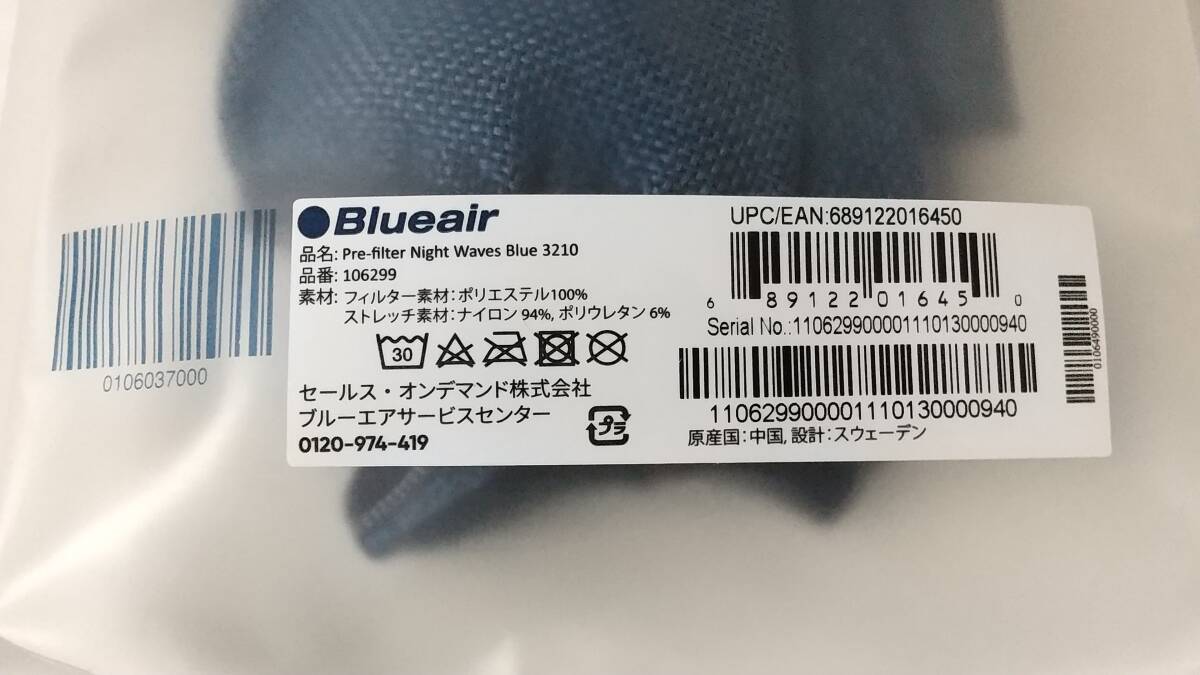 Blueair
品名: Pre-filter Night Waves Blue 3210
品番: 106299
素材: フィルター素材:ポリエステル100%
ストレッチ素材:ナイロン 94%, ポリウレタン 6%
30
セールス・オンデマンド株式会社
ブルーエアサービスセンター
0120-974-419
プラ
UPC/EAN:689122016450
6 89122 01645 0
Serial No.:1106299000011101300​00940
1106299000011101300​00940
原産国:中国, 設計:スウェーデン
0106037000
0106490000